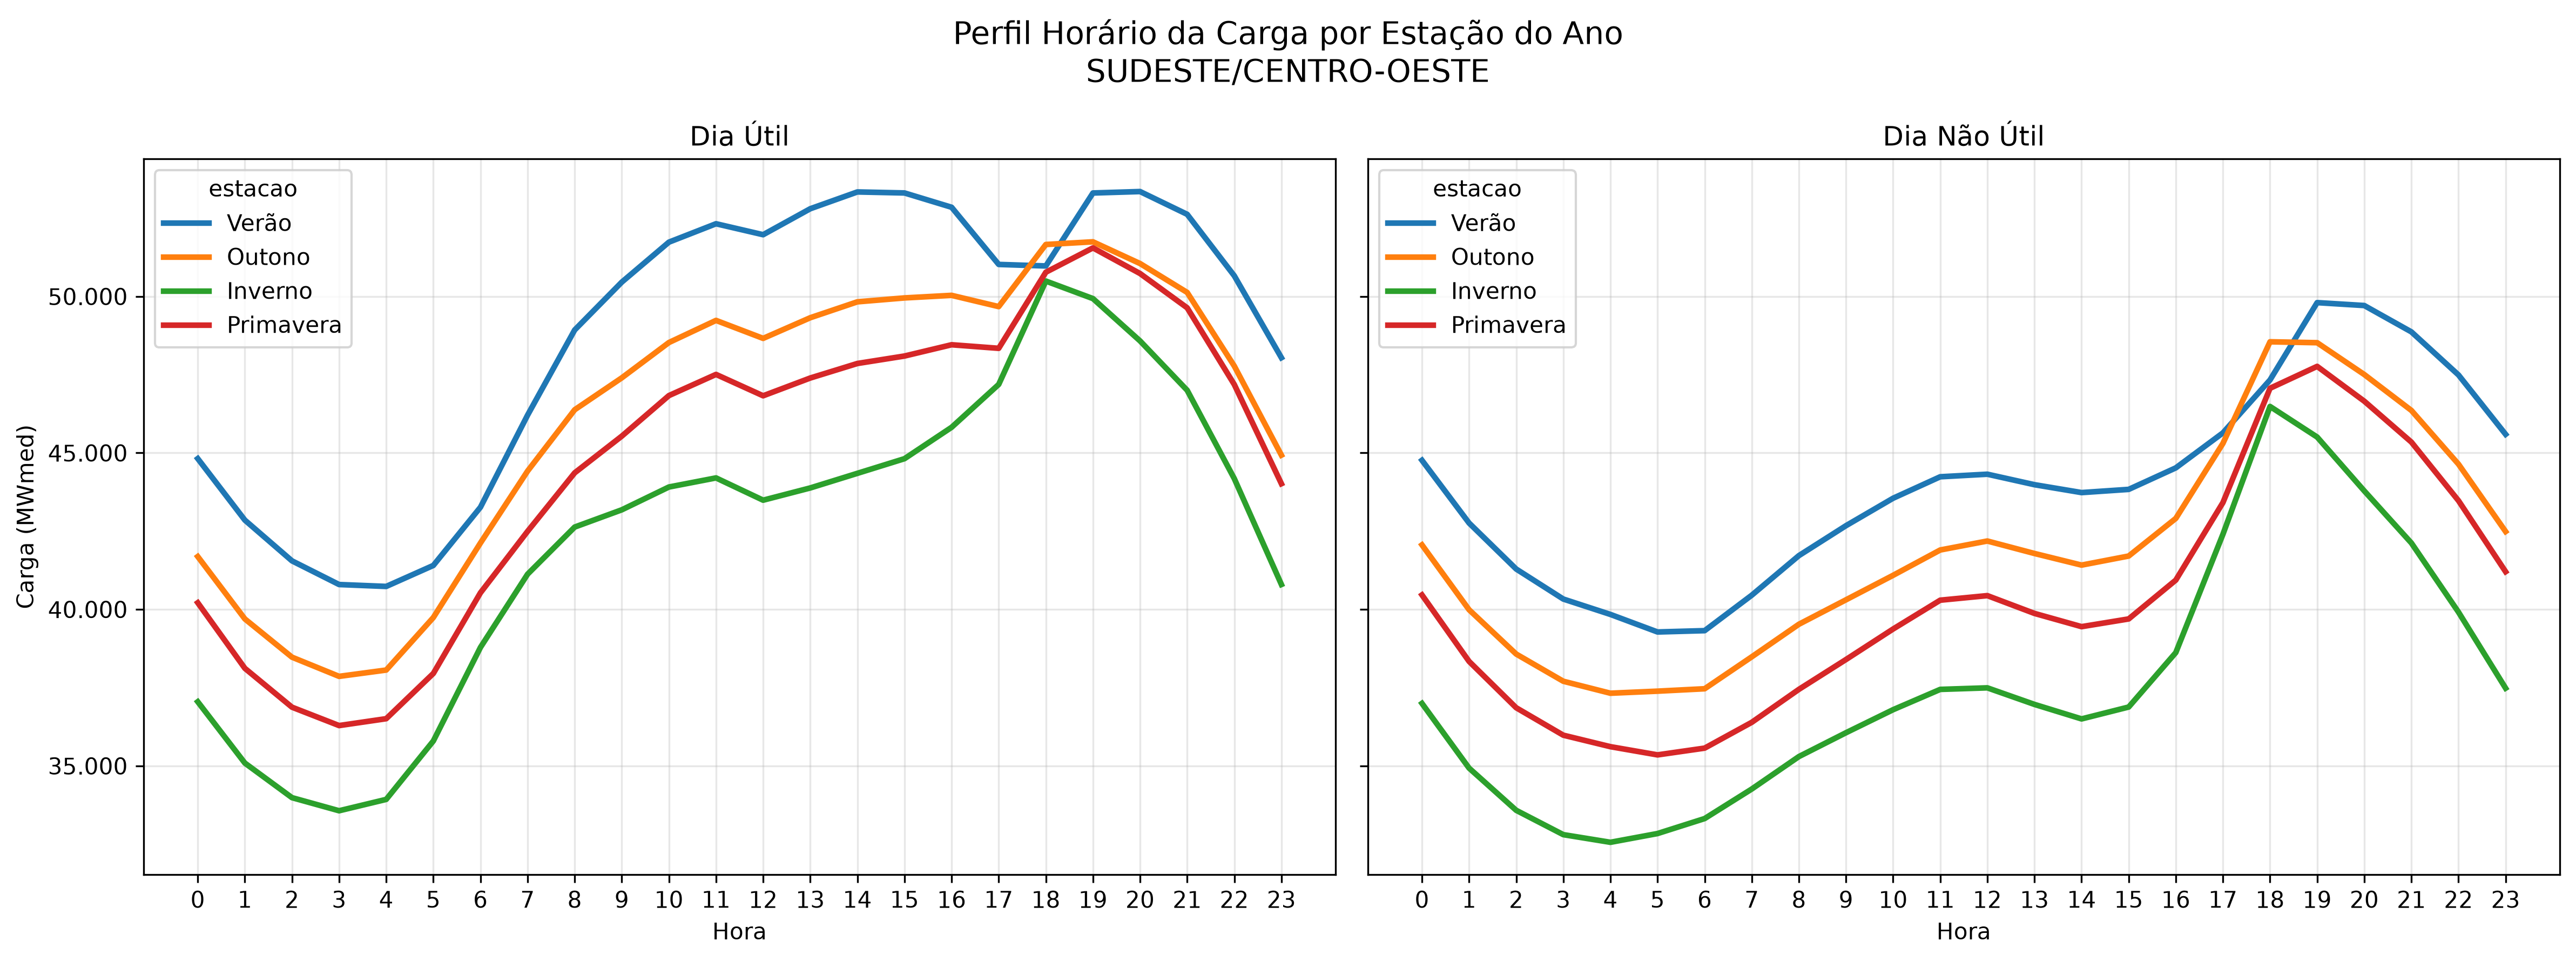 Perfil Horário da Carga por Estação do Ano
SUDESTE/CENTRO-OESTE
Dia Útil
estacao
Verão
Outono
Inverno
Primavera
Carga (MWmed)
50.000
45.000
40.000
35.000
0 1 2 3 4 5 6 7 8 9 10 11 12 13 14 15 16 17 18 19 20 21 22 23
Hora
Dia Não Útil
estacao
Verão
Outono
Inverno
Primavera
0 1 2 3 4 5 6 7 8 9 10 11 12 13 14 15 16 17 18 19 20 21 22 23
Hora